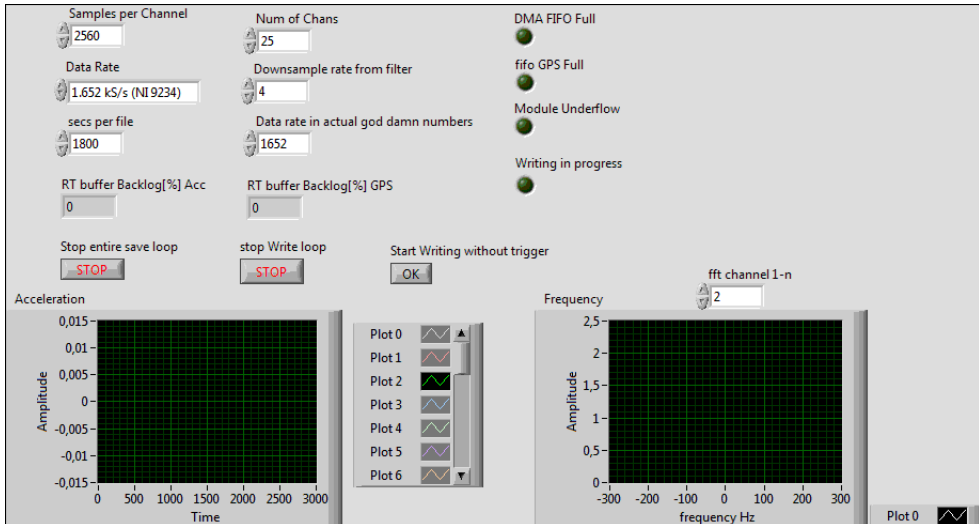 Samples per Channel
2560
Num of Chans
25
DMA FIFO Full
Data Rate
1.652 kS/s (NI 9234)
Downsample rate from filter
4
fifo GPS Full
secs per file
1800
Data rate in actual god damn numbers
1652
Module Underflow
Writing in progress
RT buffer Backlog[%] Acc
0
RT buffer Backlog[%] GPS
0
Stop entire save loop
STOP
stop Write loop
STOP
Start Writing without trigger
OK
fft channel 1-n
2
Acceleration
0,015
0,01
0,005
0
-0,005
-0,01
-0,015
Amplitude
0 500 1000 1500 2000 2500 3000
Time
Plot 0
Plot 1
Plot 2
Plot 3
Plot 4
Plot 5
Plot 6
Frequency
2,5
2
1,5
1
0,5
0
Amplitude
-300 -200 -100 0 100 200 300
frequency Hz
Plot 0